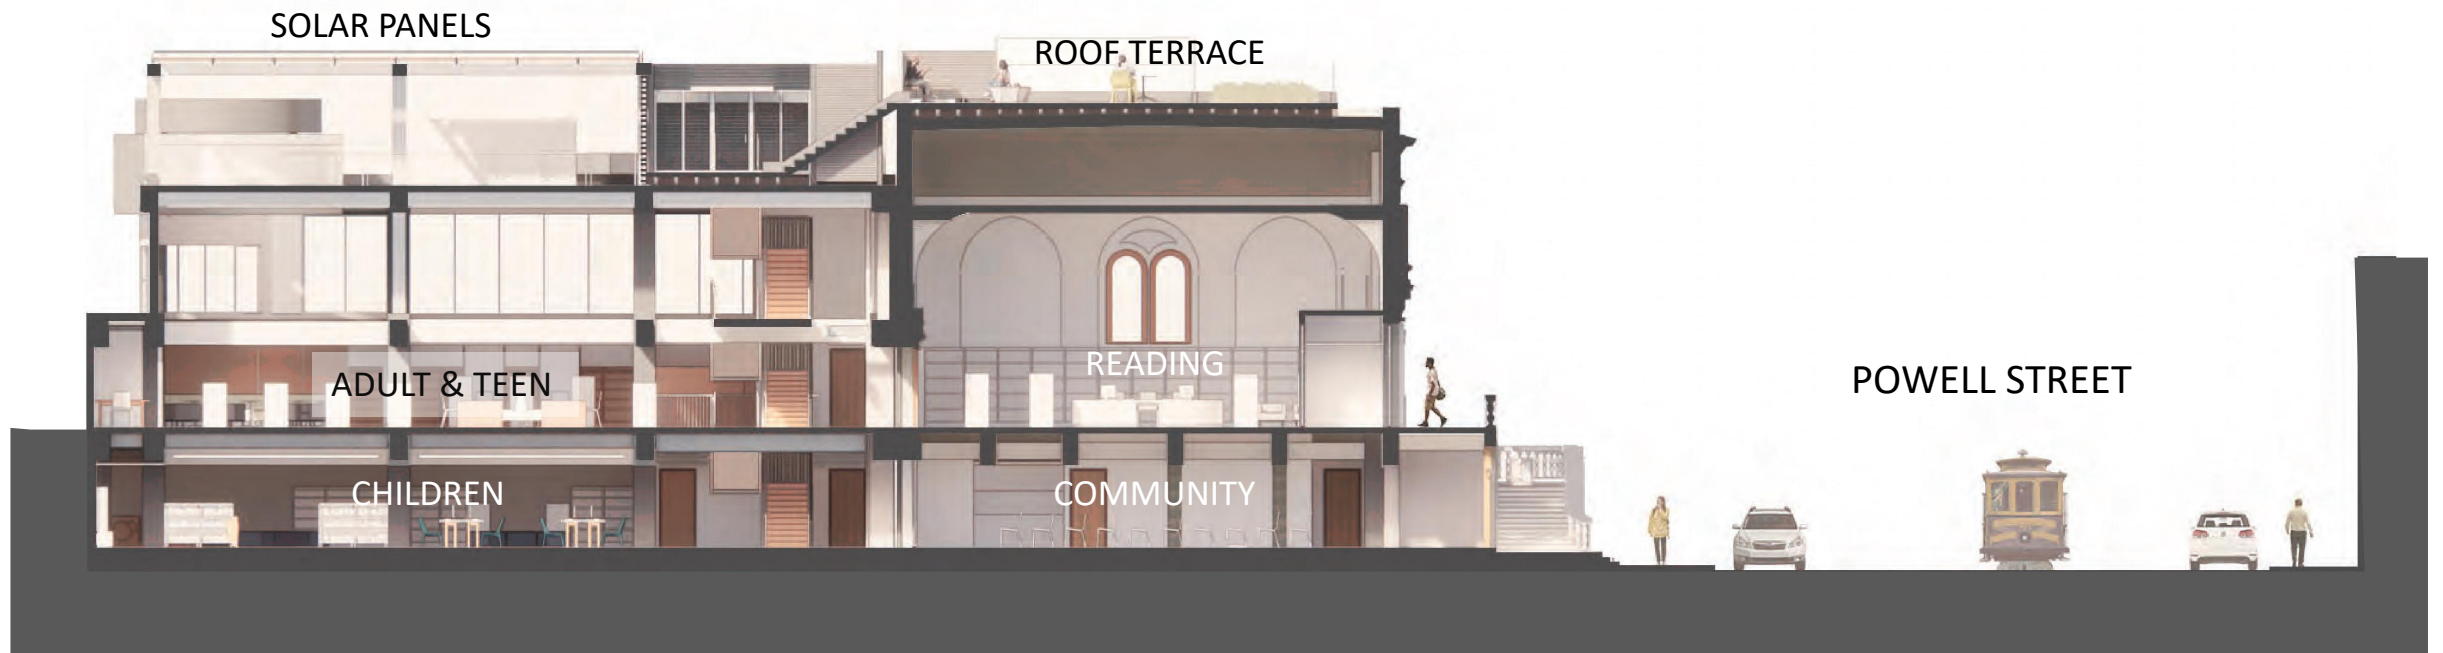 SOLAR PANELS
ROOF TERRACE
READING
ADULT & TEEN
POWELL STREET
CHILDREN
COMMUNITY